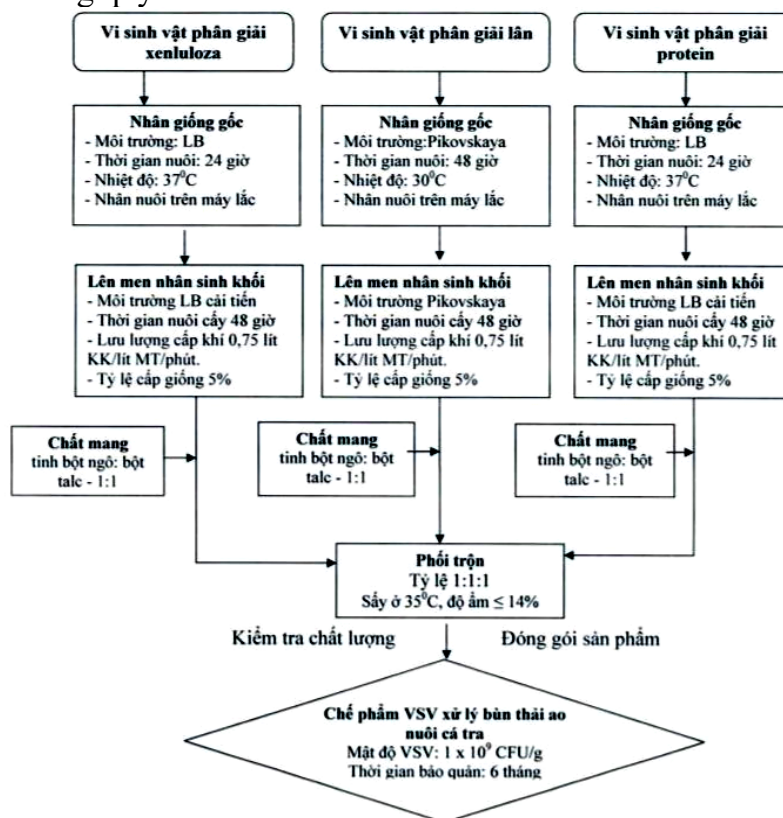 Vi sinh vật phân giải
xenluloza
Vi sinh vật phân giải lân
Vi sinh vật phân giải
protein
Nhân giống gốc
- Môi trường: LB
- Thời gian nuôi: 24 giờ
- Nhiệt độ: 37⁰C
- Nhân nuôi trên máy lắc
Nhân giống gốc
- Môi trường:Pikovskaya
- Thời gian nuôi: 48 giờ
- Nhiệt độ: 30⁰C
- Nhân nuôi trên máy lắc
Nhân giống gốc
- Môi trường: LB
- Thời gian nuôi: 24 giờ
- Nhiệt độ: 37⁰C
- Nhân nuôi trên máy lắc
Lên men nhân sinh khối
- Môi trường LB cải tiến
- Thời gian nuôi cấy 48 giờ
- Lưu lượng cấp khí 0,75 lít
KK/lít MT/phút.
- Tỷ lệ cấp giống 5%
Lên men nhân sinh khối
- Môi trường Pikovskaya
- Thời gian nuôi cấy 48 giờ
- Lưu lượng cấp khí 0,75 lít
KK/lít MT/phút.
- Tỷ lệ cấp giống 5%
Lên men nhân sinh khối
- Môi trường LB cải tiến
- Thời gian nuôi cấy 48 giờ
- Lưu lượng cấp khí 0,75 lít
KK/lít MT/phút.
- Tỷ lệ cấp giống 5%
Chất mang
tinh bột ngô: bột
talc - 1:1
Chất mang
tinh bột ngô: bột
talc - 1:1
Chất mang
tinh bột ngô: bột
talc - 1:1
Phối trộn
Tỷ lệ 1:1:1
Sấy ở 35⁰C, độ ẩm ≤ 14%
Kiểm tra chất lượng
Đóng gói sản phẩm
Chế phẩm VSV xử lý bùn thải ao
nuôi cá tra
Mật độ VSV: 1 x 10⁹ CFU/g
Thời gian bảo quản: 6 tháng